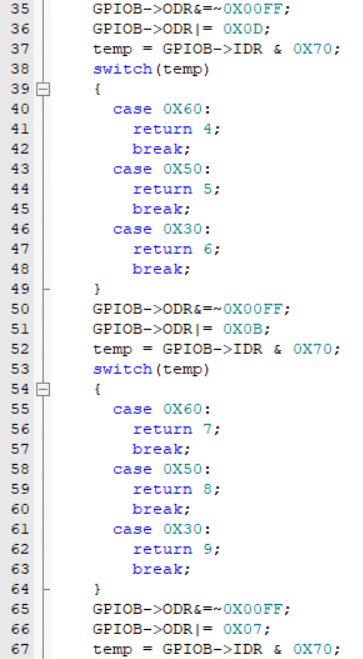 35 GPIOB->ODR&=~0X00FF;
36 GPIOB->ODR|= 0X0D;
37 temp = GPIOB->IDR & 0X70;
38 switch(temp)
39 {
40 case 0X60:
41 return 4;
42 break;
43 case 0X50:
44 return 5;
45 break;
46 case 0X30:
47 return 6;
48 break;
49 }
50 GPIOB->ODR&=~0X00FF;
51 GPIOB->ODR|= 0X0B;
52 temp = GPIOB->IDR & 0X70;
53 switch(temp)
54 {
55 case 0X60:
56 return 7;
57 break;
58 case 0X50:
59 return 8;
60 break;
61 case 0X30:
62 return 9;
63 break;
64 }
65 GPIOB->ODR&=~0X00FF;
66 GPIOB->ODR|= 0X07;
67 temp = GPIOB->IDR & 0X70;